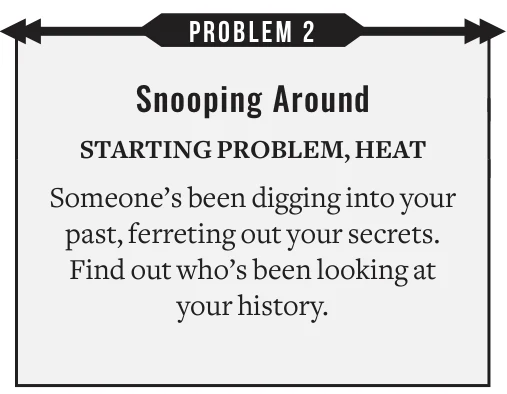 PROBLEM 2
Snooping Around
STARTING PROBLEM, HEAT
Someone’s been digging into your
past, ferreting out your secrets.
Find out who’s been looking at
your history.